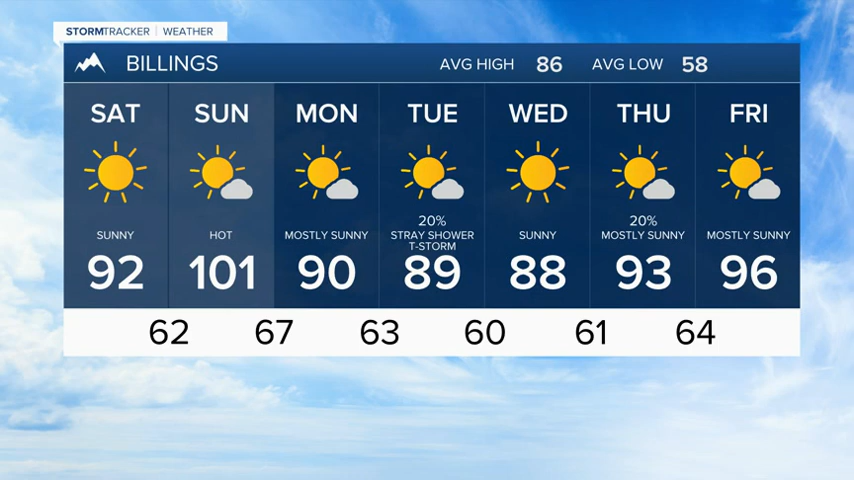 STORMTRACKER | WEATHER
BILLINGS AVG HIGH 86 AVG LOW 58
SAT SUN MON TUE WED THU FRI
20% 20%
SUNNY HOT MOSTLY SUNNY STRAY SHOWER SUNNY MOSTLY SUNNY MOSTLY SUNNY
T-STORM
92 101 90 89 88 93 96
62 67 63 60 61 64